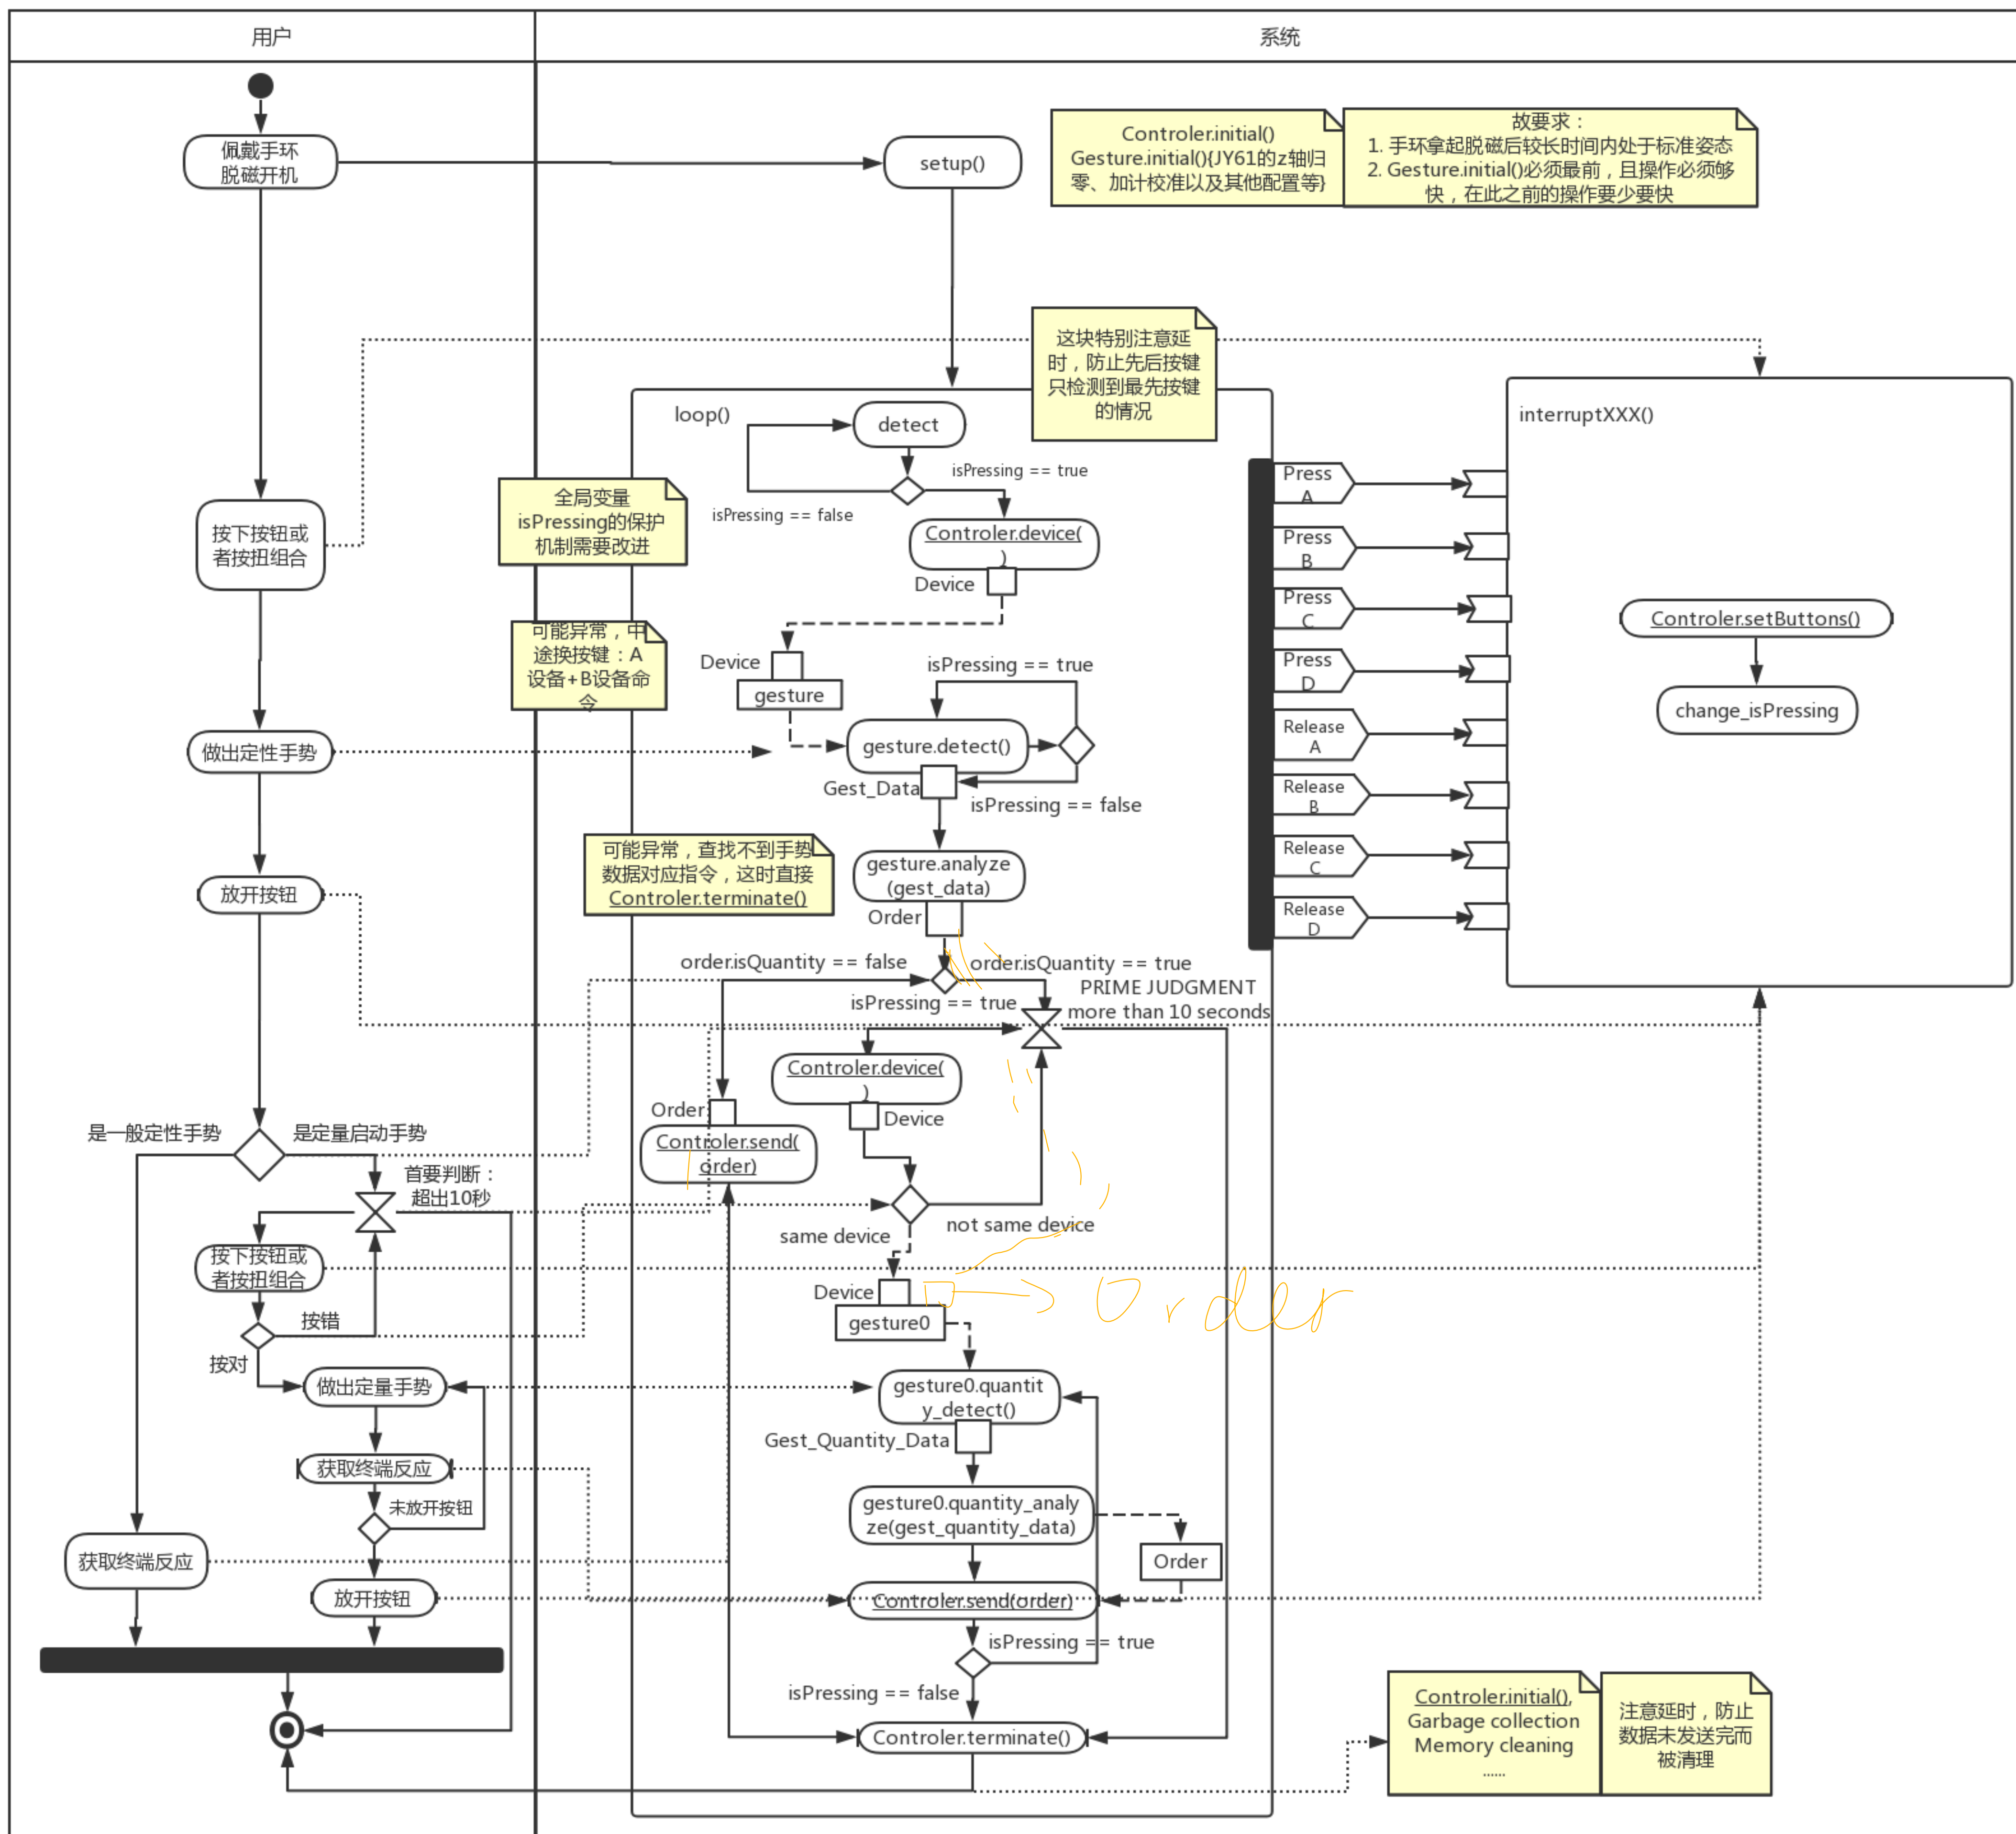 用户
系统
佩戴手环
脱磁开机
setup()
Controler.initial()
Gesture.initial(){JY61的z轴归
零、加计校准以及其他配置等}
故要求：
1. 手环拿起脱磁后较长时间内处于标准姿态
2. Gesture.initial()必须最前，且操作必须够
快，在此之前的操作要少要快
这块特别注意延
时，防止先后按键
只检测到最先按键
的情况
loop()
detect
isPressing == true
isPressing == false
全局变量
isPressing的保护
机制需要改进
按下按钮或
者按扭组合
Controler.device(
)
Device
可能异常，中
途换按键：A
设备+B设备命
令
Device
gesture
isPressing == true
做出定性手势
gesture.detect()
Gest_Data
isPressing == false
可能异常，查找不到手势
数据对应指令，这时直接
Controler.terminate()
gesture.analyze
(gest_data)
放开按钮
Order
order.isQuantity == false
order.isQuantity == true
isPressing == true
PRIME JUDGMENT
more than 10 seconds
Press
A
Press
B
Press
C
Press
D
Release
A
Release
B
Release
C
Release
D
interruptXXX()
Controler.setButtons()
change_isPressing
Controler.device(
)
Device
Order
Controler.send(
order)
是一般定性手势
是定量启动手势
首要判断：
超出10秒
not same device
same device
按下按钮或
者按扭组合
Device
gesture0
Order
按错
按对
做出定量手势
gesture0.quantit
y_detect()
Gest_Quantity_Data
获取终端反应
未放开按钮
gesture0.quantity_analy
ze(gest_quantity_data)
Order
获取终端反应
放开按钮
Controler.send(order)
isPressing == true
isPressing == false
Controler.terminate()
Controler.initial(),
Garbage collection
Memory cleaning
......
注意延时，防止
数据未发送完而
被清理